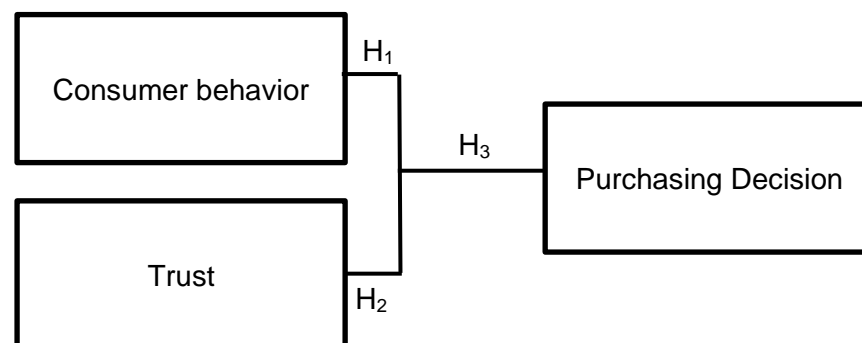 H₁
Consumer behavior
H₃
Purchasing Decision
Trust
H₂